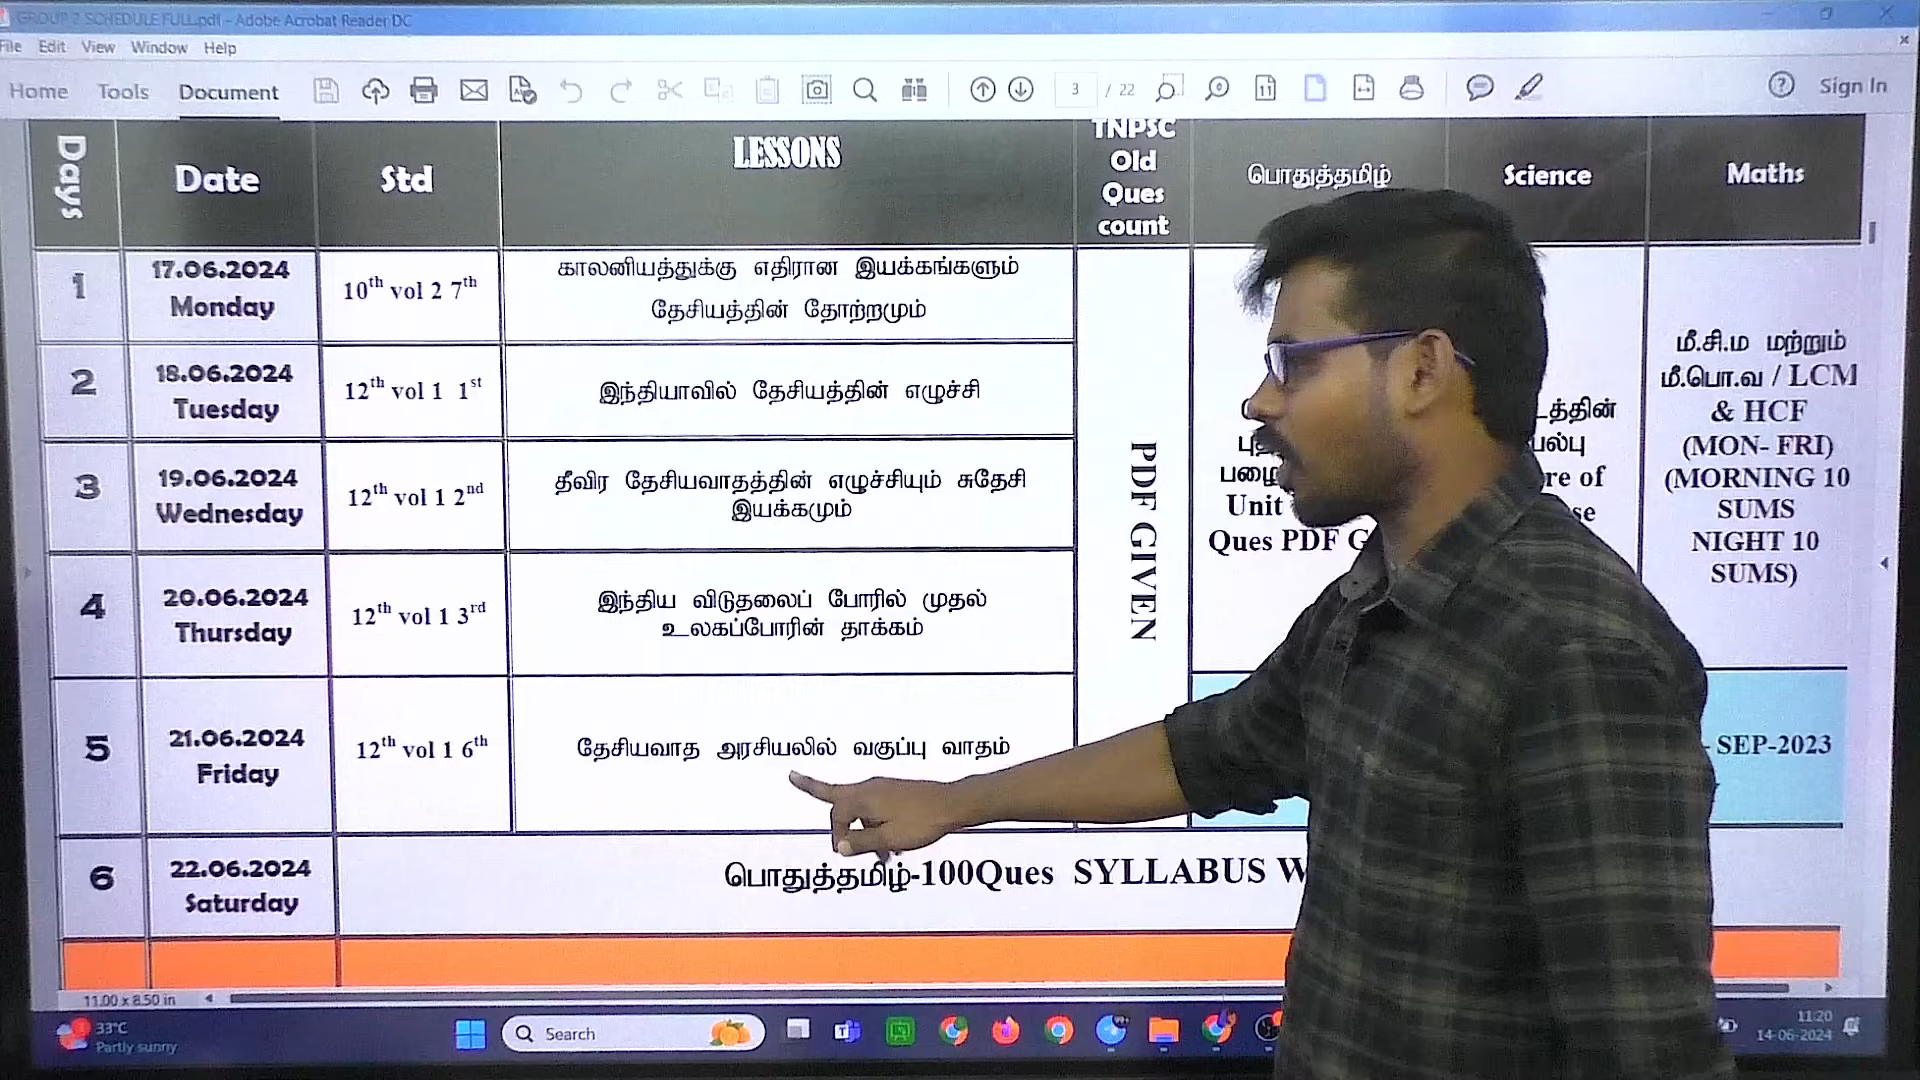 GROUP 2 SCHEDULE FULL.pdf - Adobe Acrobat Reader DC
File Edit View Window Help
Home Tools Document 3 / 22 Sign In
Days Date Std LESSONS TNPSC Old Ques count பொதுத்தமிழ் Science Maths
1
17.06.2024
Monday
10th vol 2 7th
காலனியத்துக்கு எதிரான இயக்கங்களும்
தேசியத்தின் தோற்றமும்
2
18.06.2024
Tuesday
12th vol 1 1st
இந்தியாவில் தேசியத்தின் எழுச்சி
3
19.06.2024
Wednesday
12th vol 1 2nd
தீவிர தேசியவாதத்தின் எழுச்சியும் சுதேசி
இயக்கமும்
4
20.06.2024
Thursday
12th vol 1 3rd
இந்திய விடுதலைப் போரில் முதல்
உலகப்போரின் தாக்கம்
5
21.06.2024
Friday
12th vol 1 6th
தேசியவாத அரசியலில் வகுப்பு வாதம்
PDF GIVEN
Unit
Ques PDF G
re of
se
மீ.சி.ம மற்றும்
மீ.பொ.வ / LCM
& HCF
(MON- FRI)
(MORNING 10
SUMS
NIGHT 10
SUMS)
- SEP-2023
6
22.06.2024
Saturday
பொதுத்தமிழ்-100Ques SYLLABUS W
11.00 x 8.50 in
33°C
Partly sunny
Search
11:20
14-06-2024